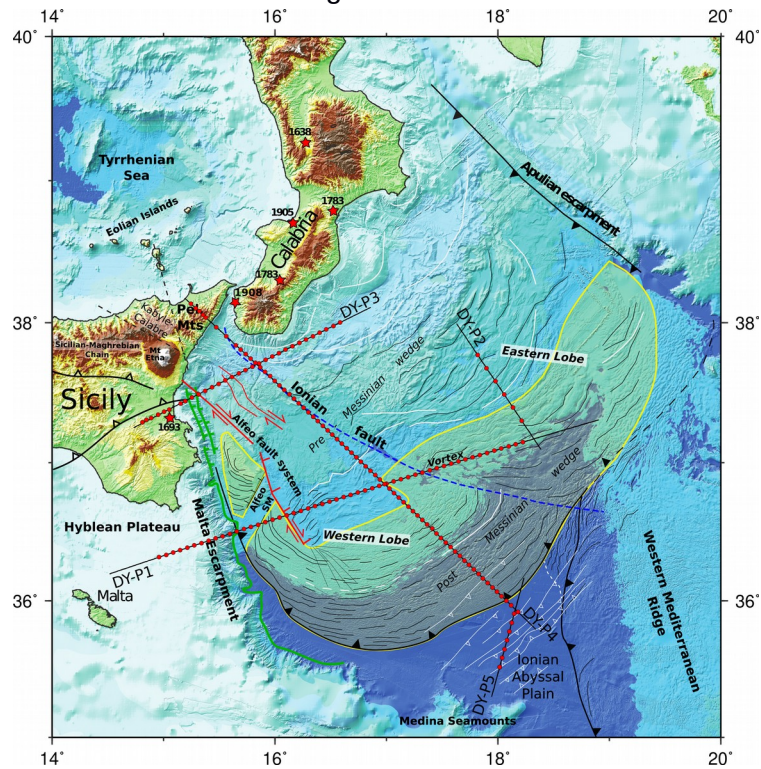 14˚ 16˚ 18˚ 20˚
40˚ 40˚
1638
Tyrrhenian
Sea
Apulian escarpment
1783
1905
Eolian Islands
Calabria
1783
1908
DY-P3
Pel.
Mts
Kabylo-
Calabre
38˚ 38˚
DY-P2
Sicilian-Maghrebian
Chain
Mt
Etna
Eastern Lobe
Messinian wedge
Ionian
fault
Sicily
1693
Alfeo fault system
Pre
Vortex
wedge
Alfeo
SM
Messinian
Hyblean Plateau
Malta Escarpment
Western Lobe
Western Mediterranean
Ridge
DY-P1
Post
Malta
36˚ 36˚
DY-P4
Ionian
Abyssal
Plain
DY-P5
Medina Seamounts
14˚ 16˚ 18˚ 20˚